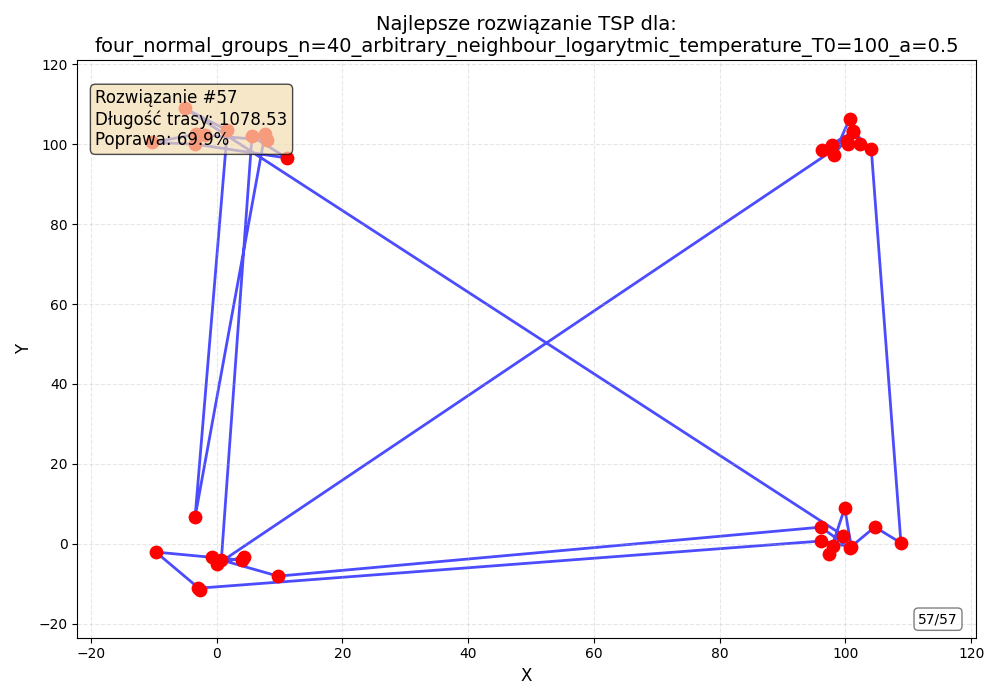 Najlepsze rozwiązanie TSP dla:
four_normal_groups_n=40_arbitrary_neighbour_logarytmic_temperature_T0=100_a=0.5
120
100
80
60
40
20
0
−20
Y
Rozwiązanie #57
Długość trasy: 1078.53
Poprawa: 69.9%
57/57
−20
0
20
40
60
80
100
120
X